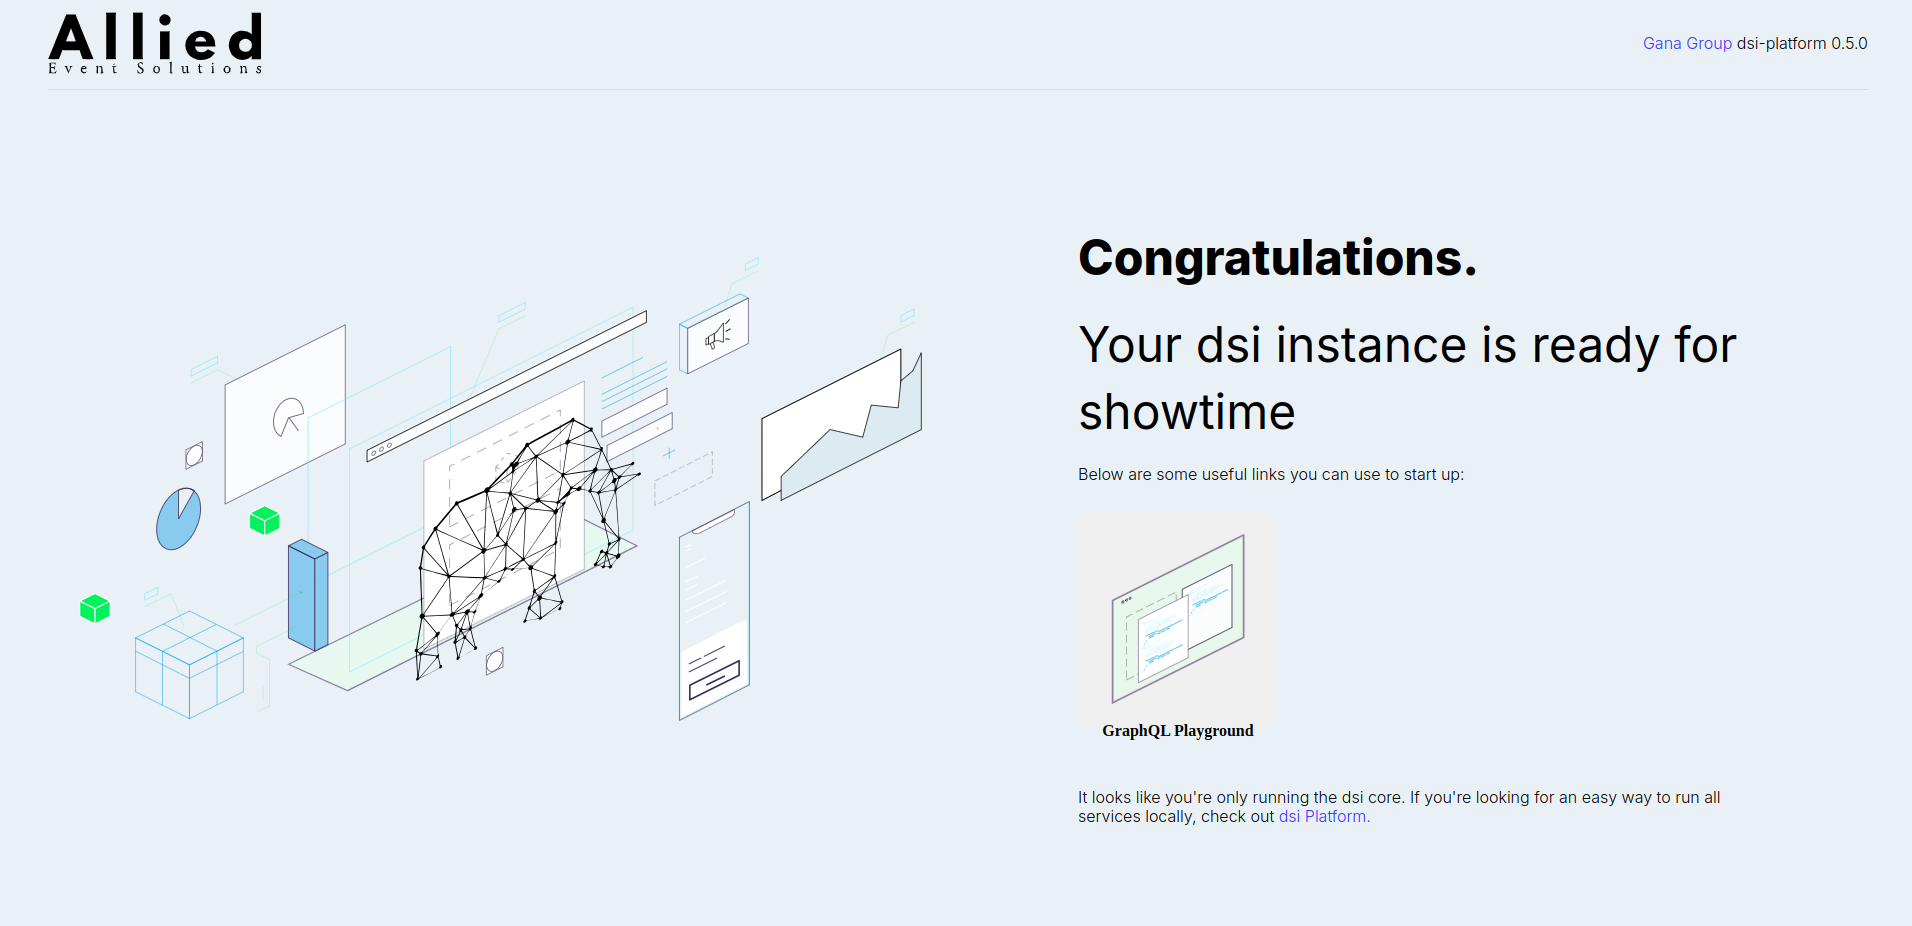 Allied
Event Solutions
Gana Group dsi-platform 0.5.0
Congratulations.
Your dsi instance is ready for
showtime
Below are some useful links you can use to start up:
GraphQL Playground
It looks like you're only running the dsi core. If you're looking for an easy way to run all
services locally, check out dsi Platform.